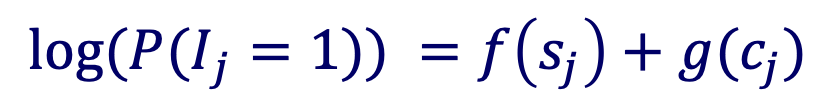 log(P(I_j = 1)) = f(s_j) + g(c_j)